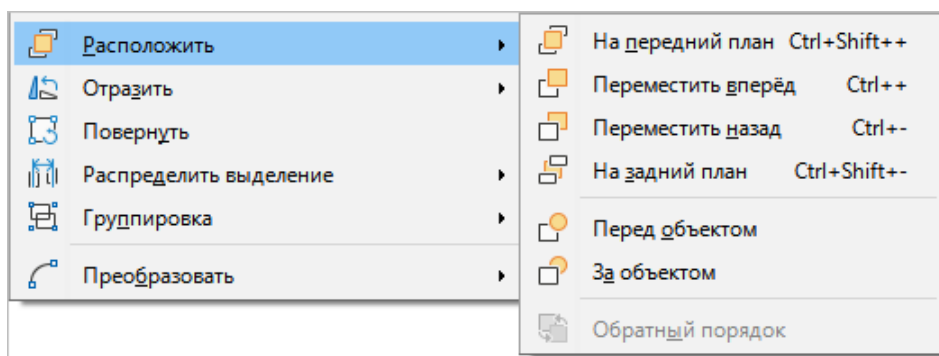 Расположить
Отразить
Повернуть
Распределить выделение
Группировка
Преобразовать
На передний план Ctrl+Shift++
Переместить вперёд Ctrl++
Переместить назад Ctrl+-
На задний план Ctrl+Shift+-
Перед объектом
За объектом
Обратный порядок